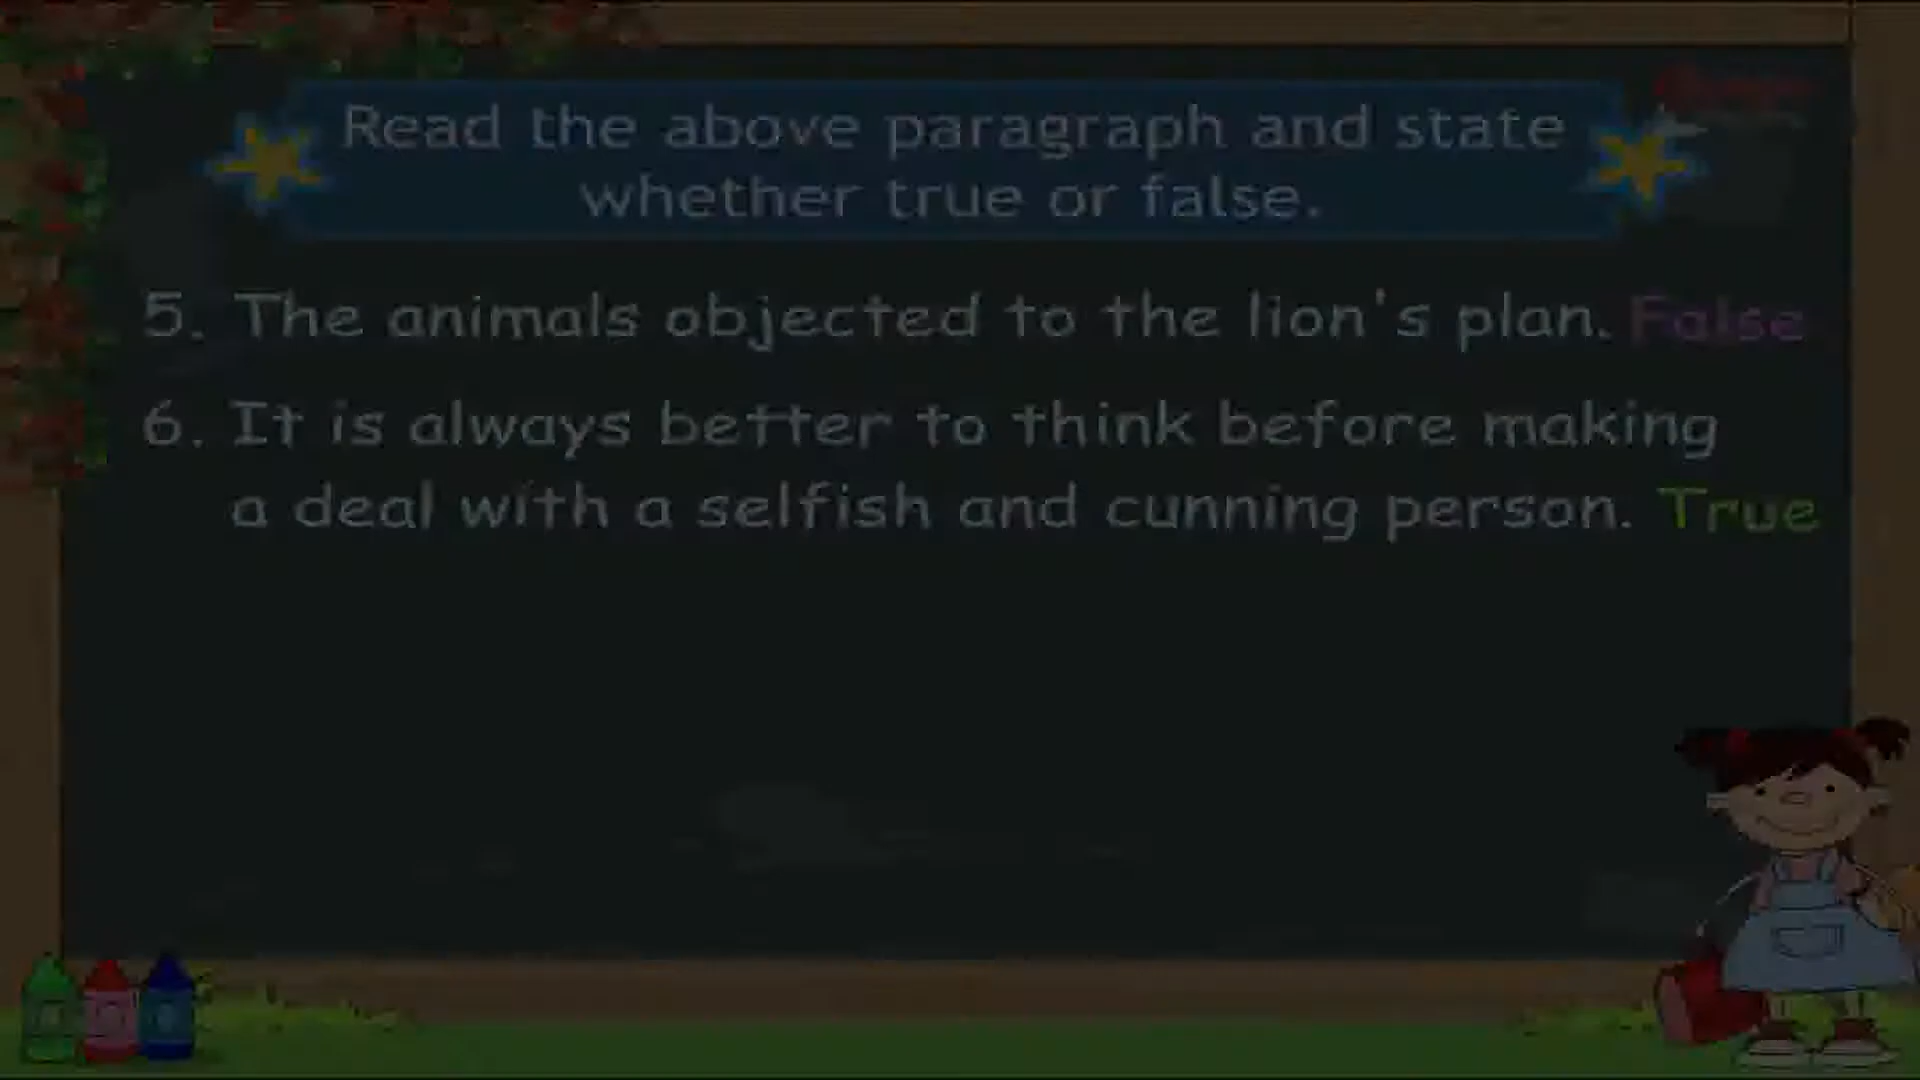 Read the above paragraph and state
whether true or false.
5. The animals objected to the lion's plan. False
6. It is always better to think before making
a deal with a selfish and cunning person. True